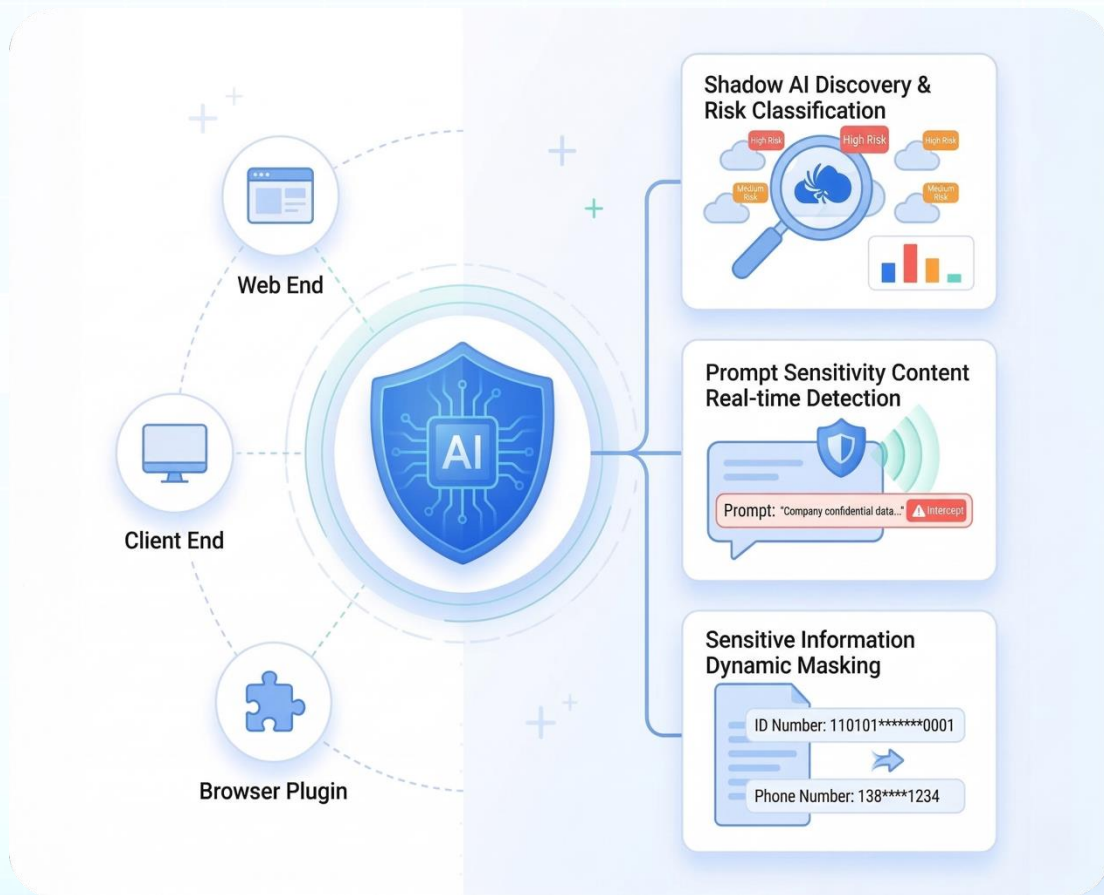 Web End
Client End
Browser Plugin
AI
Shadow AI Discovery &
Risk Classification
High Risk
High Risk
High Risk
Medium
Risk
Medium
Risk
Prompt Sensitivity Content
Real-time Detection
Prompt: "Company confidential data..." Intercept
Sensitive Information
Dynamic Masking
ID Number: 110101*******0001
Phone Number: 138****1234